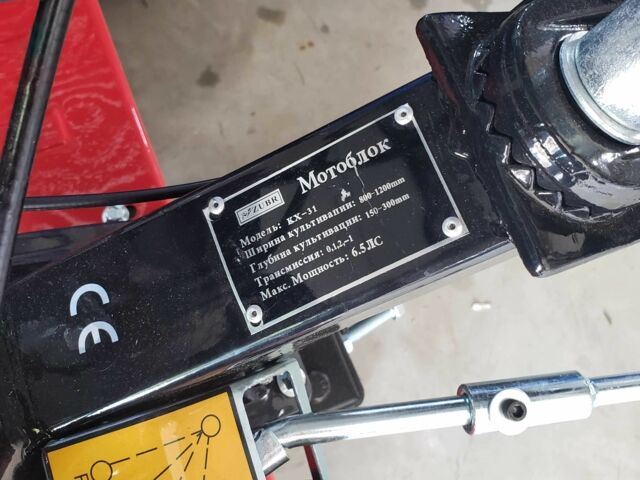 ZUBR Мотоблок
Модель: KX-31
Ширина культивации: 800-1200mm
Глубина культивации: 150-300mm
Трансмиссия: 0,1,2,-1
Макс. Мощность: 6.5ЛС
CE
R